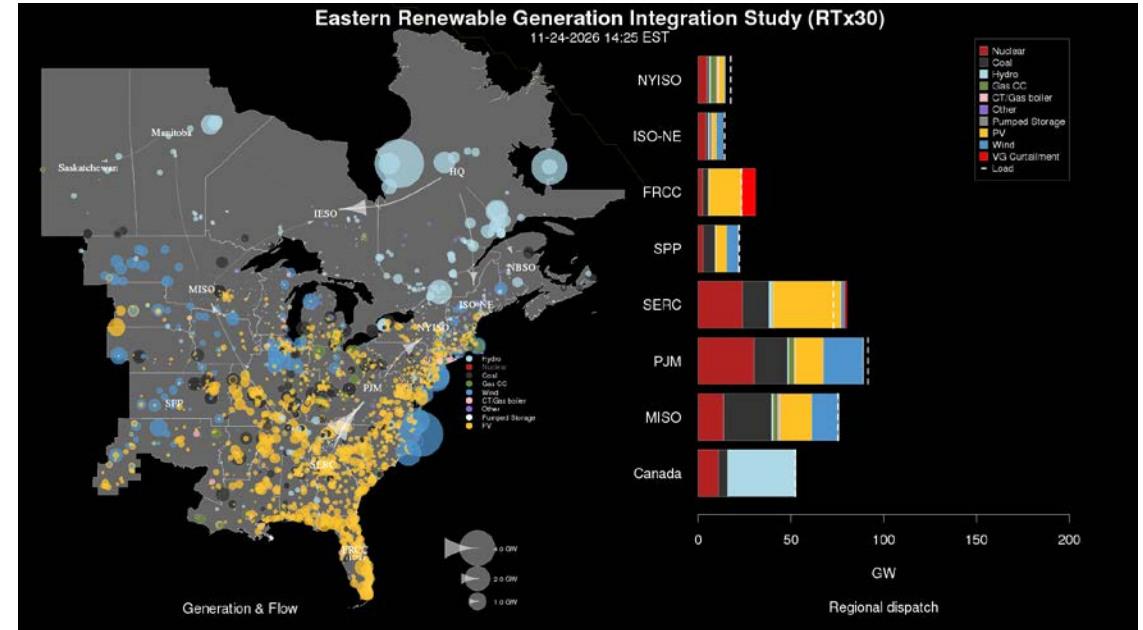 Eastern Renewable Generation Integration Study (RTx30)
11-24-2026 14:25 EST
Manitoba
Saskatchewan
HQ
IESO
NBSO
MISO
ISO-NE
NYISO
PJM
SPP
SERC
FRCC
Hydro
Nuclear
Coal
Gas CC
Wind
CT/Gas boiler
Other
Pumped Storage
PV
4.0 GW
2.0 GW
1.0 GW
Generation & Flow
NYISO
ISO-NE
FRCC
SPP
SERC
PJM
MISO
Canada
0 50 100 150 200
GW
Regional dispatch
Nuclear
Coal
Hydro
Gas CC
CT/Gas boiler
Other
Pumped Storage
PV
Wind
VG Curtailment
Load